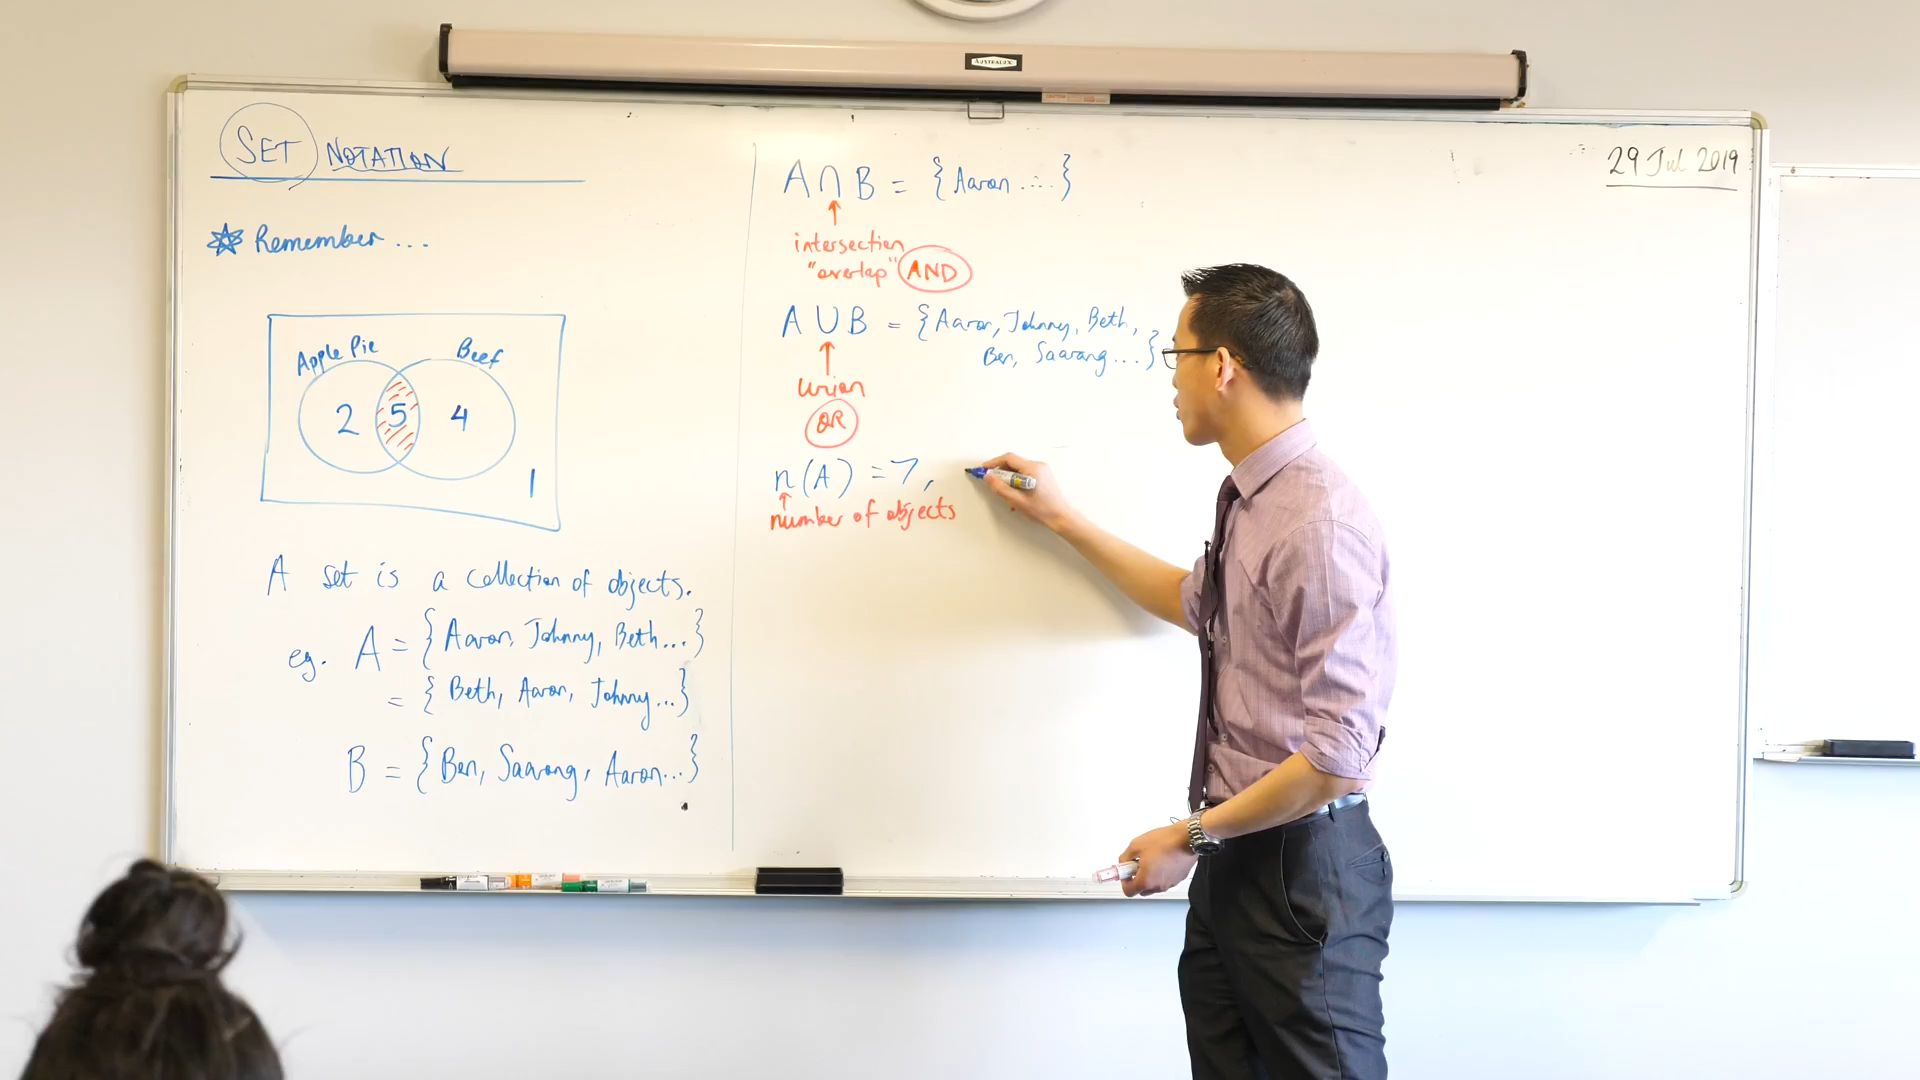 AUSTRALEX
SET NOTATION
Remember ...
Apple Pie
Beef
2 5 4
1
A set is a collection of objects.
eg. A = {Aaron, Johnny, Beth...}
= {Beth, Aaron, Johnny...}
B = {Ben, Saarang, Aaron...}
A∩B = {Aaron ....}
intersection
"overlap" AND
A∪B = {Aaron, Johnny, Beth,
Ben, Saarang...}
union
OR
n(A) = 7,
number of objects
29 Jul 2019